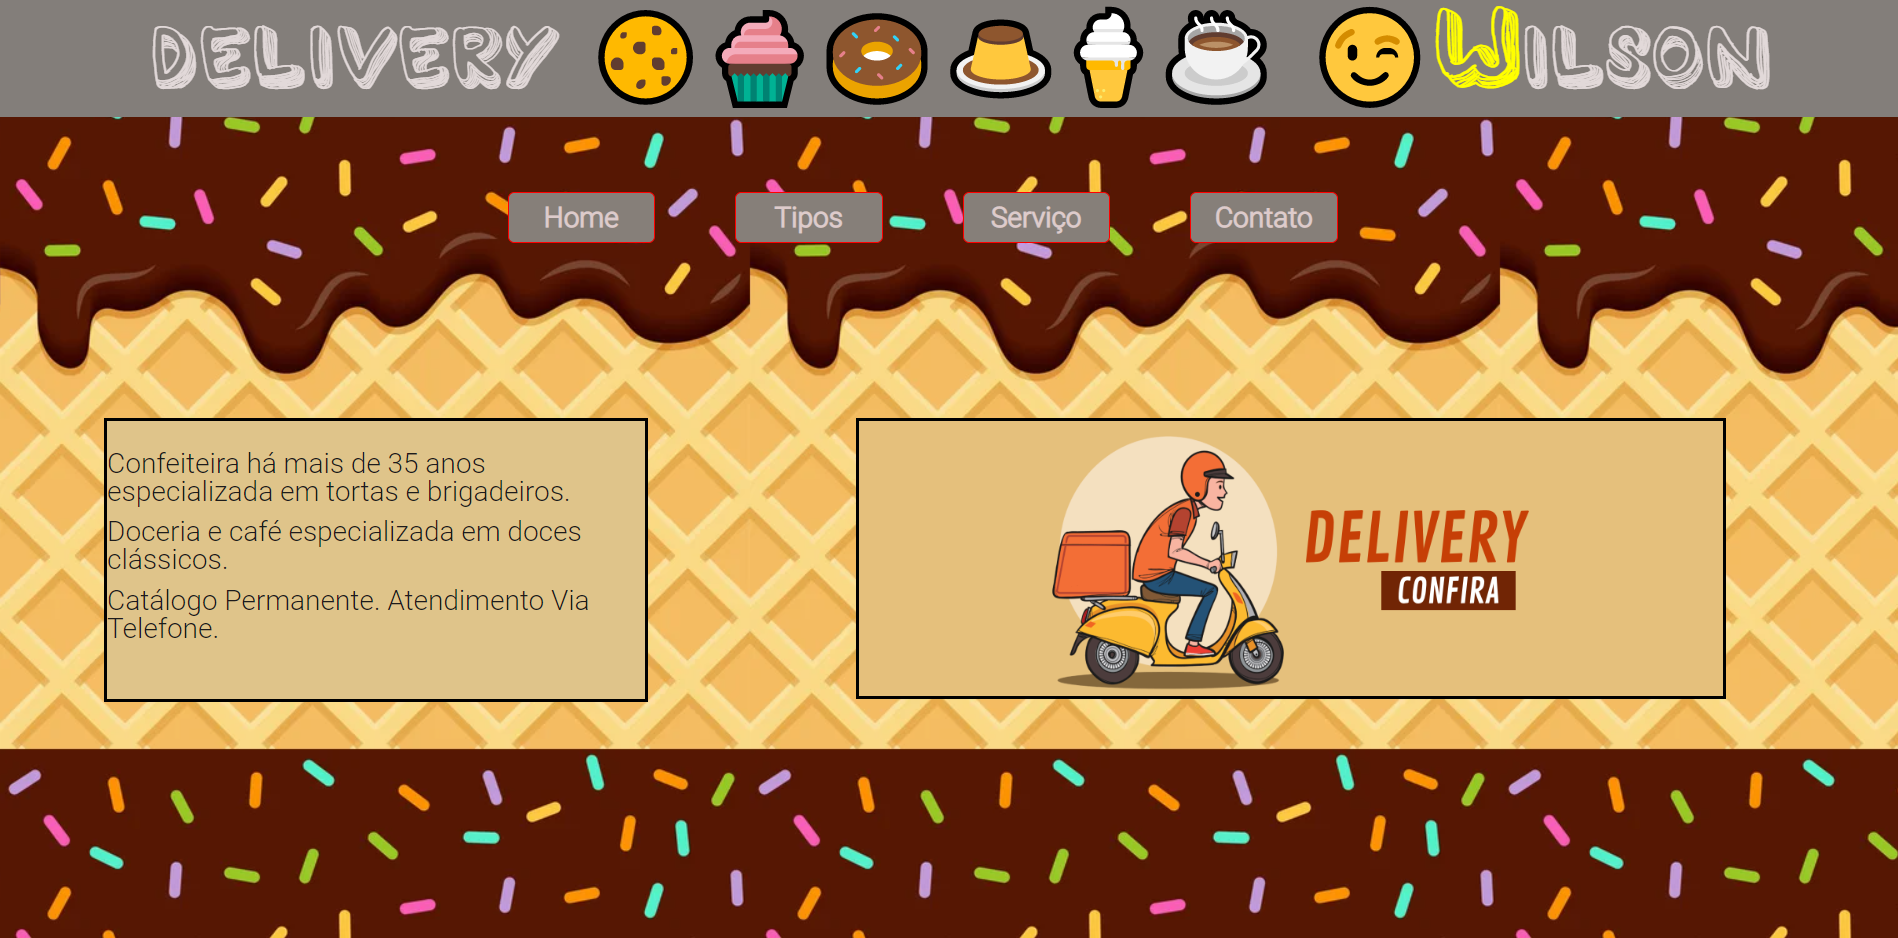 DELIVERY WILSON
Home Tipos Serviço Contato
Confeiteira há mais de 35 anos
especializada em tortas e brigadeiros.
Doceria e café especializada em doces
clássicos.
Catálogo Permanente. Atendimento Via
Telefone.
DELIVERY
CONFIRA